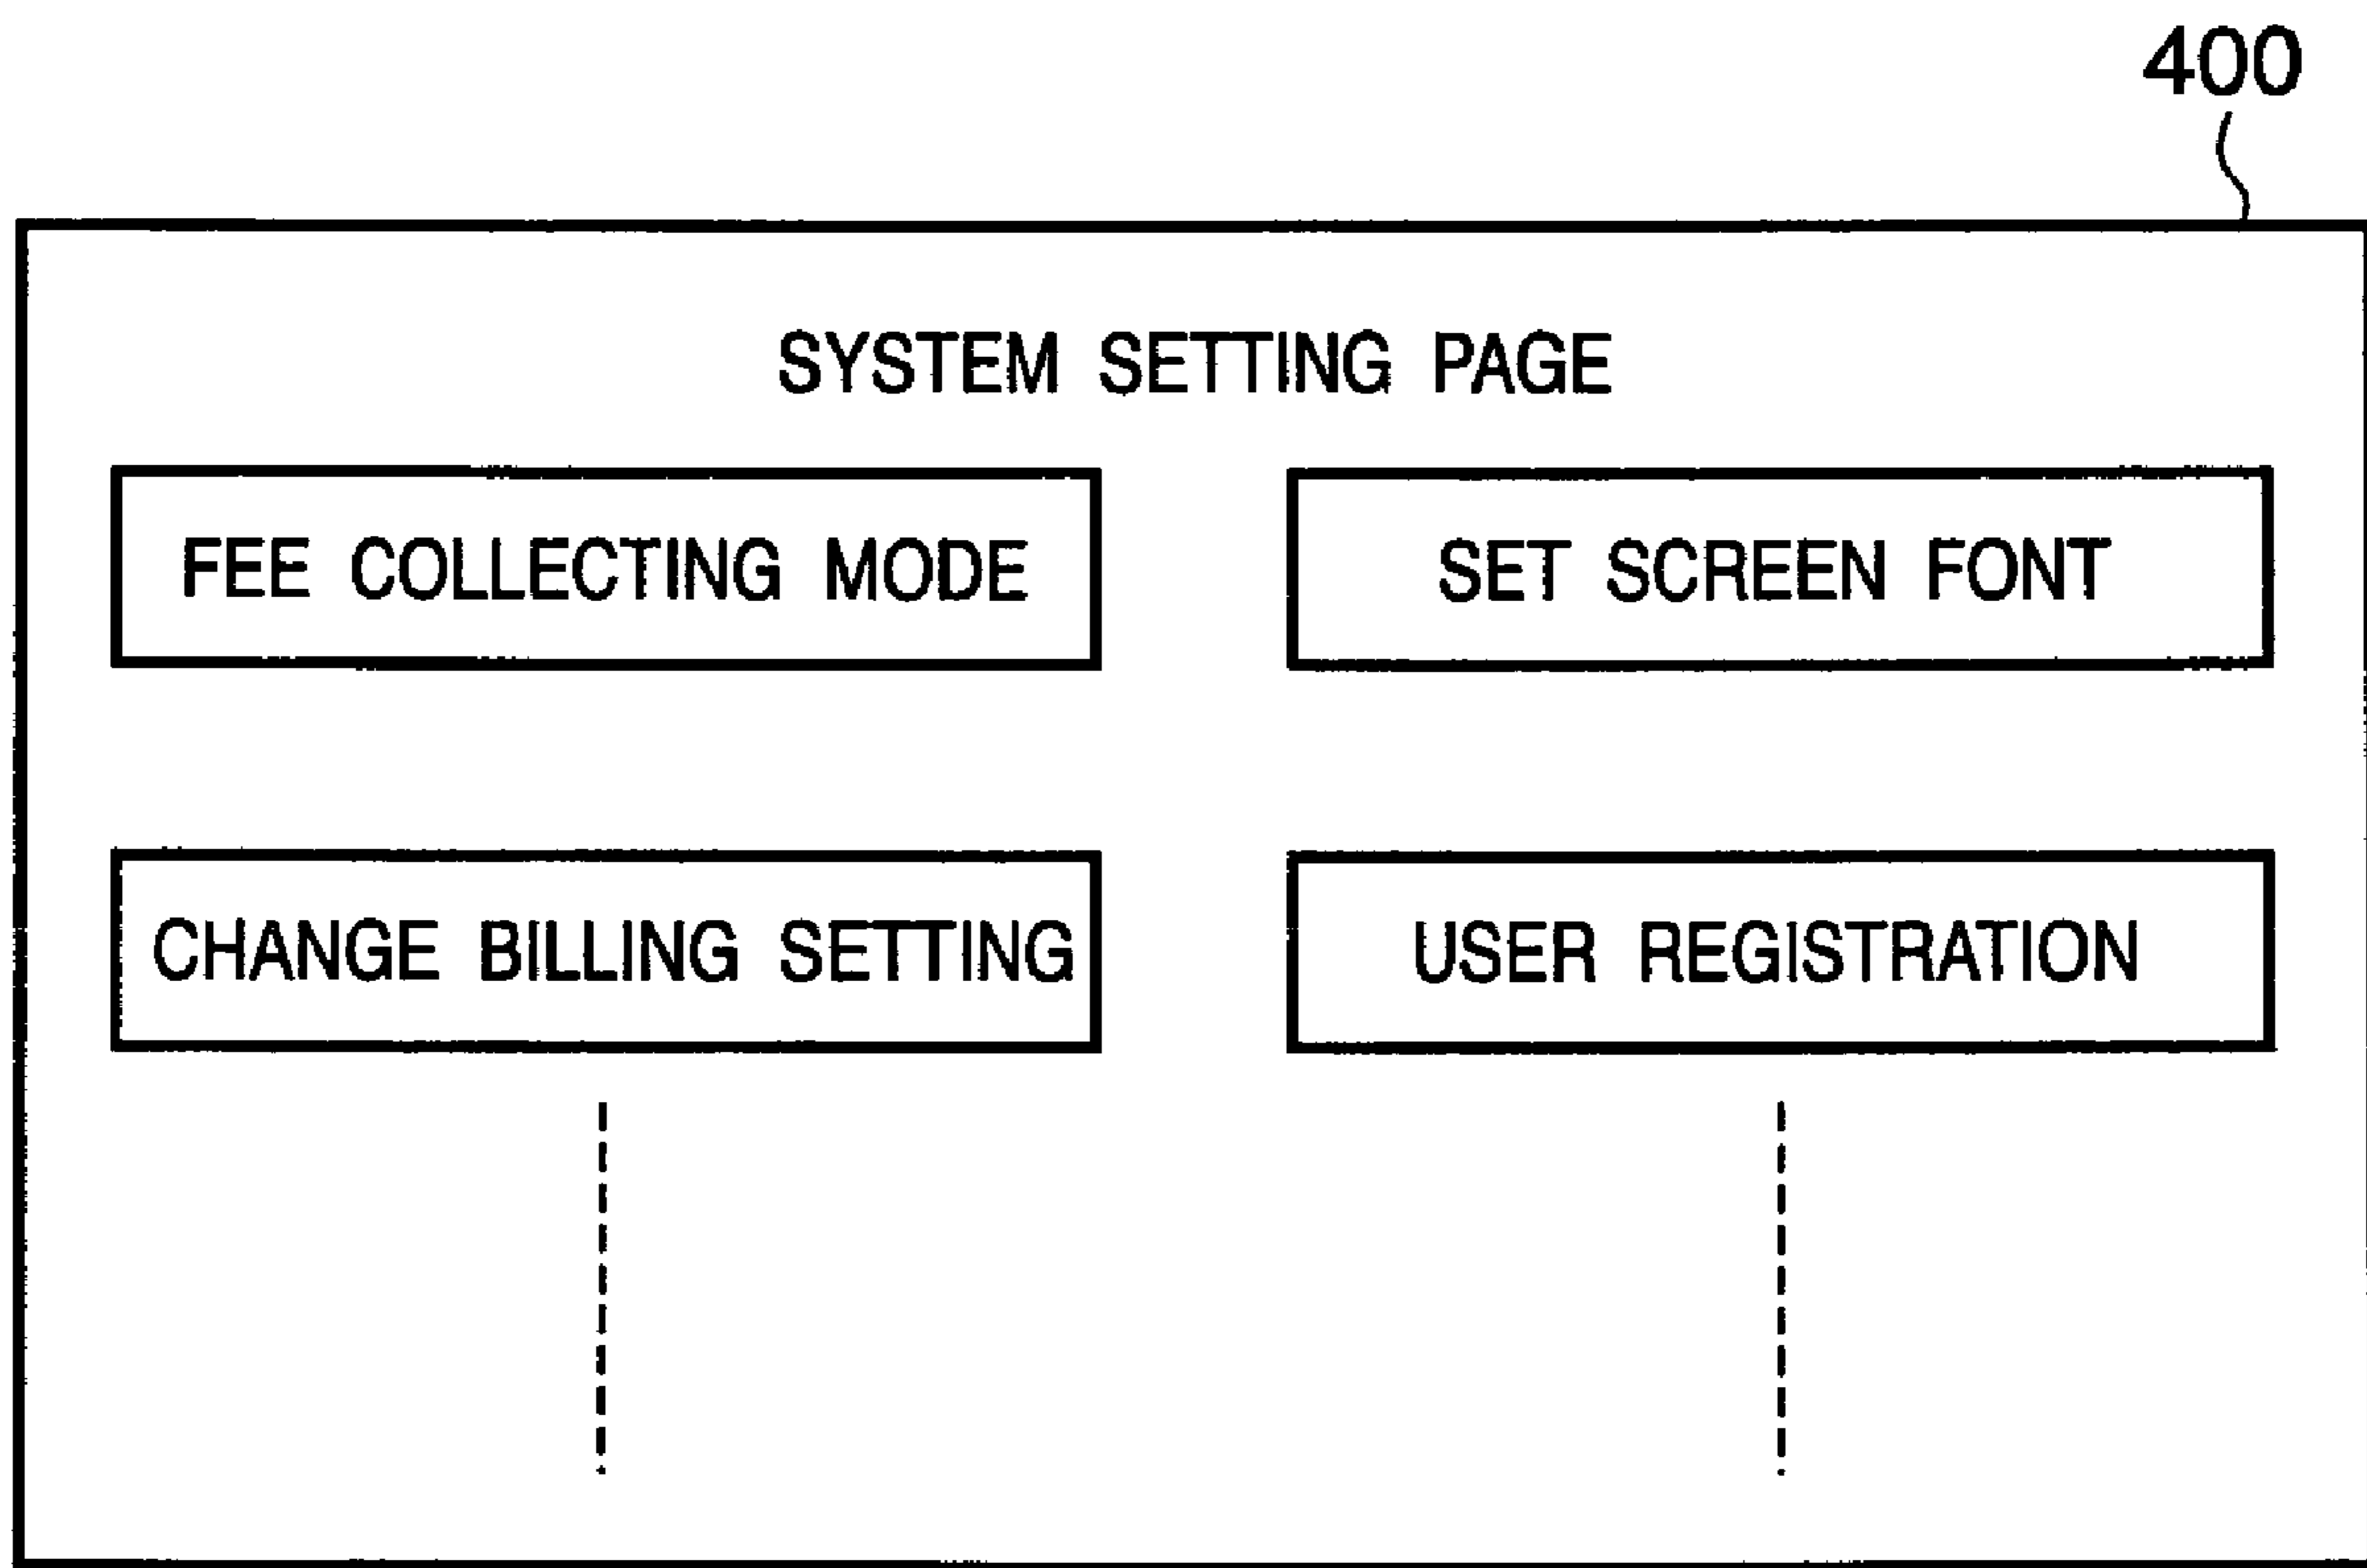 400
SYSTEM SETTING PAGE
FEE COLLECTING MODE
SET SCREEN FONT
CHANGE BILLING SETTING
USER REGISTRATION